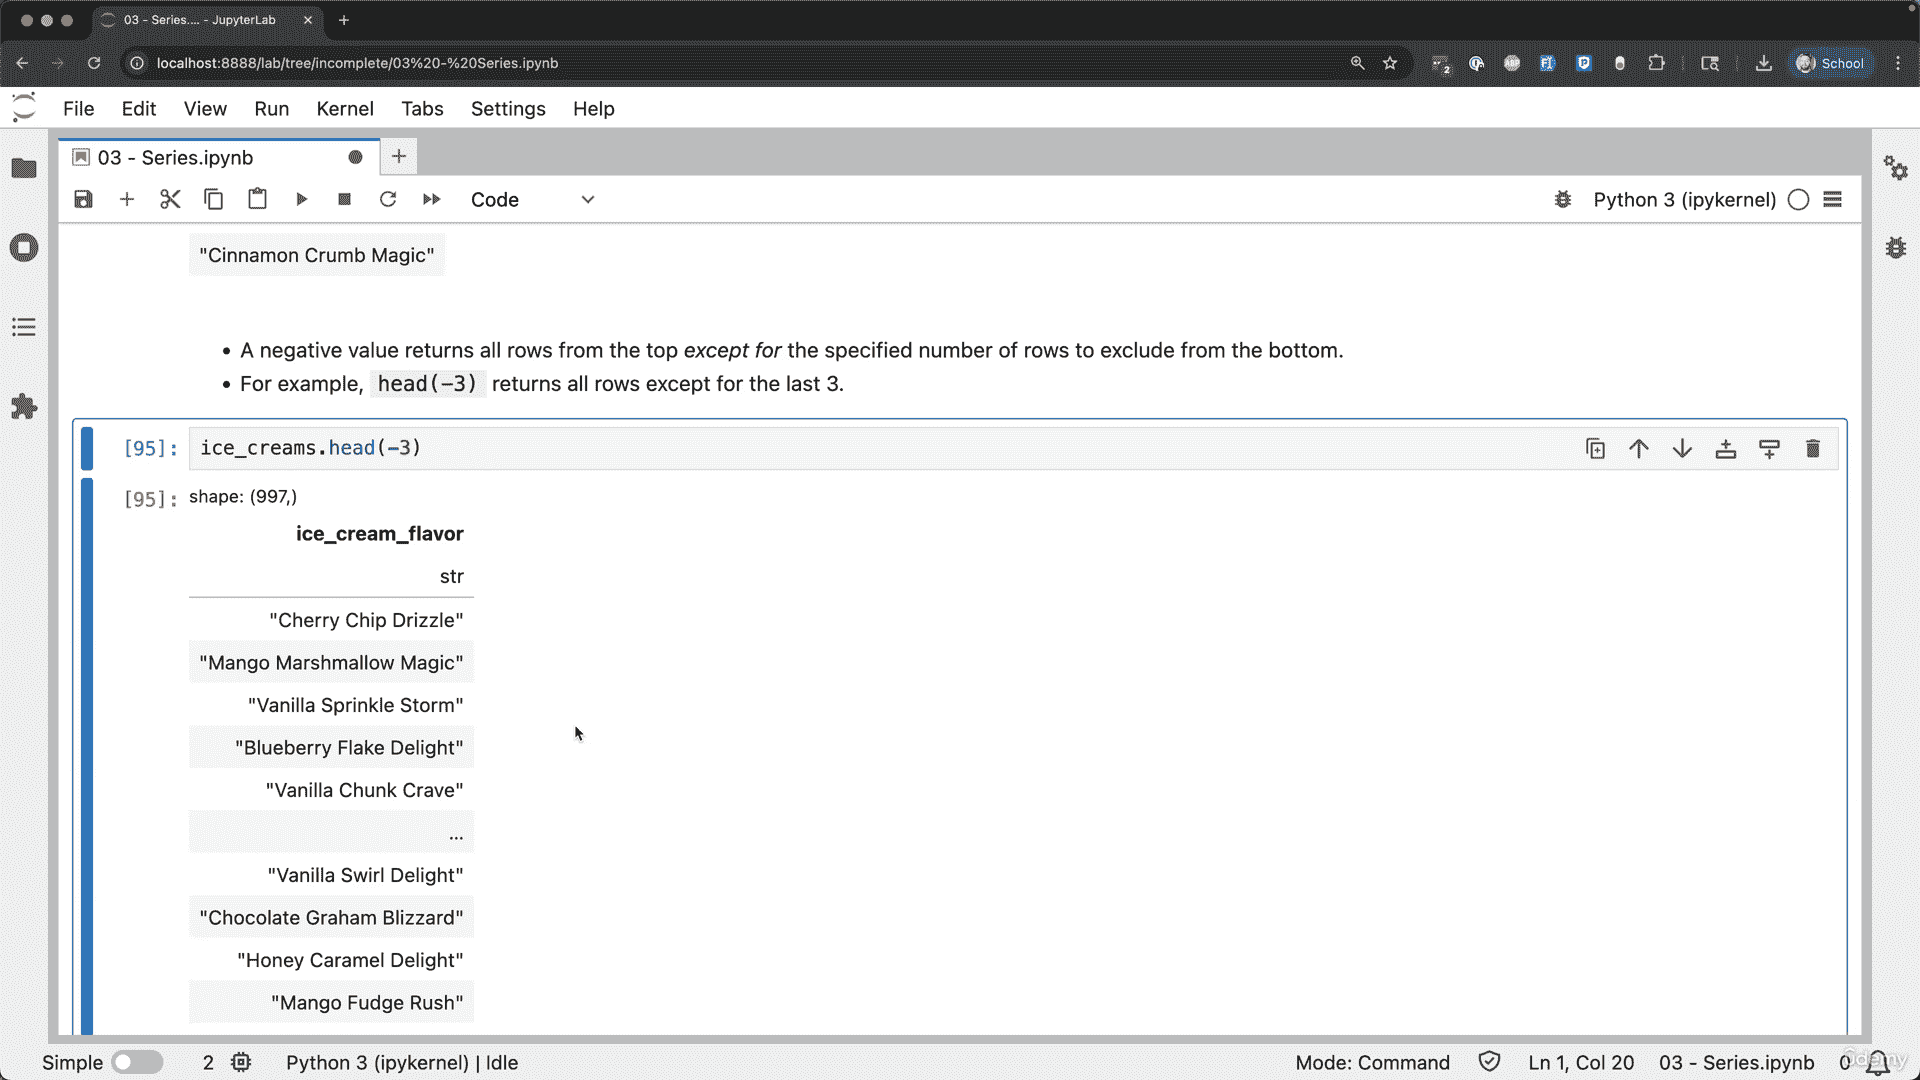 03 - Series.... - JupyterLab
localhost:8888/lab/tree/incomplete/03%20-%20Series.ipynb
2
ABP
School
File Edit View Run Kernel Tabs Settings Help
03 - Series.ipynb
Code
Python 3 (ipykernel)
"Cinnamon Crumb Magic"
• A negative value returns all rows from the top except for the specified number of rows to exclude from the bottom.
• For example, head(-3) returns all rows except for the last 3.
[95]: ice_creams.head(-3)
[95]: shape: (997,)
ice_cream_flavor
str
"Cherry Chip Drizzle"
"Mango Marshmallow Magic"
"Vanilla Sprinkle Storm"
"Blueberry Flake Delight"
"Vanilla Chunk Crave"
...
"Vanilla Swirl Delight"
"Chocolate Graham Blizzard"
"Honey Caramel Delight"
"Mango Fudge Rush"
Simple 2 Python 3 (ipykernel) | Idle Mode: Command Ln 1, Col 20 03 - Series.ipynb 0
udemy